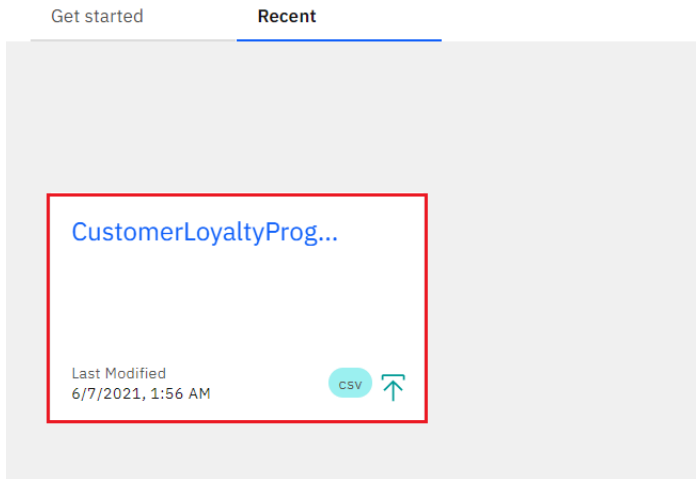 Get started
Recent
CustomerLoyaltyProg...
Last Modified
6/7/2021, 1:56 AM
csv